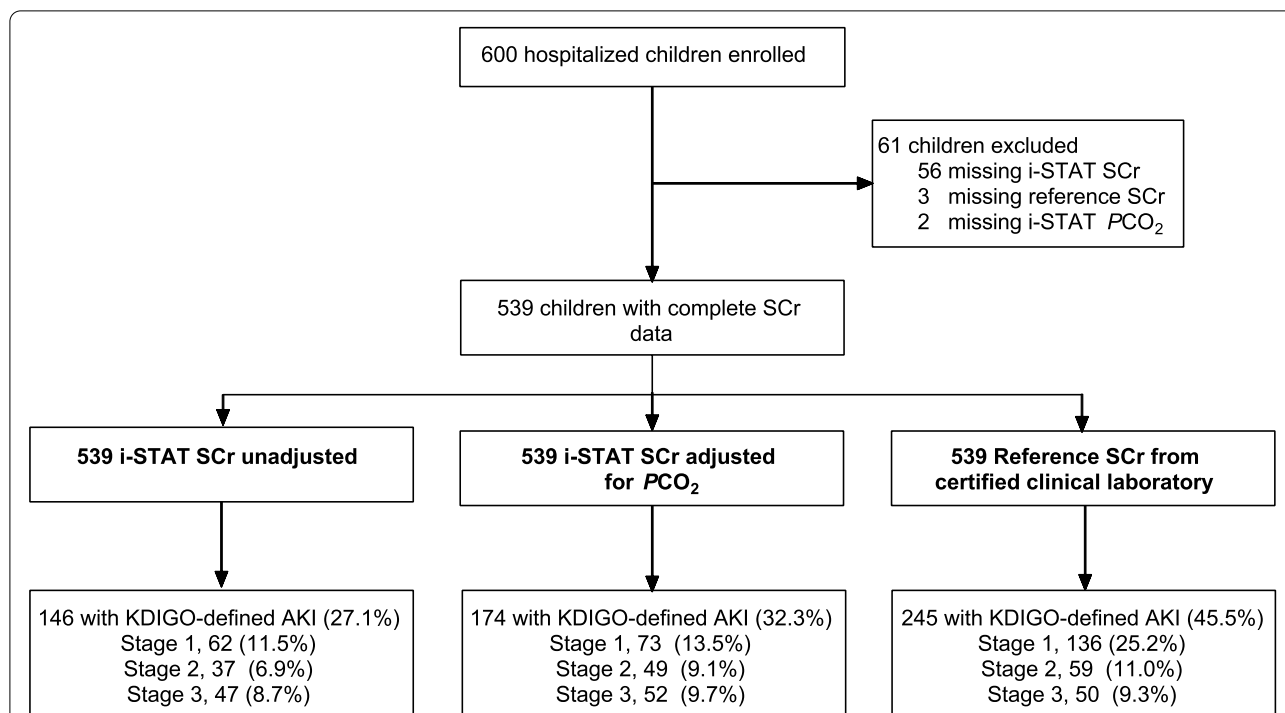 600 hospitalized children enrolled
61 children excluded
56 missing i-STAT SCr
3 missing reference SCr
2 missing i-STAT PCO₂
539 children with complete SCr
data
539 i-STAT SCr unadjusted
539 i-STAT SCr adjusted
for PCO₂
539 Reference SCr from
certified clinical laboratory
146 with KDIGO-defined AKI (27.1%)
Stage 1, 62 (11.5%)
Stage 2, 37 (6.9%)
Stage 3, 47 (8.7%)
174 with KDIGO-defined AKI (32.3%)
Stage 1, 73 (13.5%)
Stage 2, 49 (9.1%)
Stage 3, 52 (9.7%)
245 with KDIGO-defined AKI (45.5%)
Stage 1, 136 (25.2%)
Stage 2, 59 (11.0%)
Stage 3, 50 (9.3%)